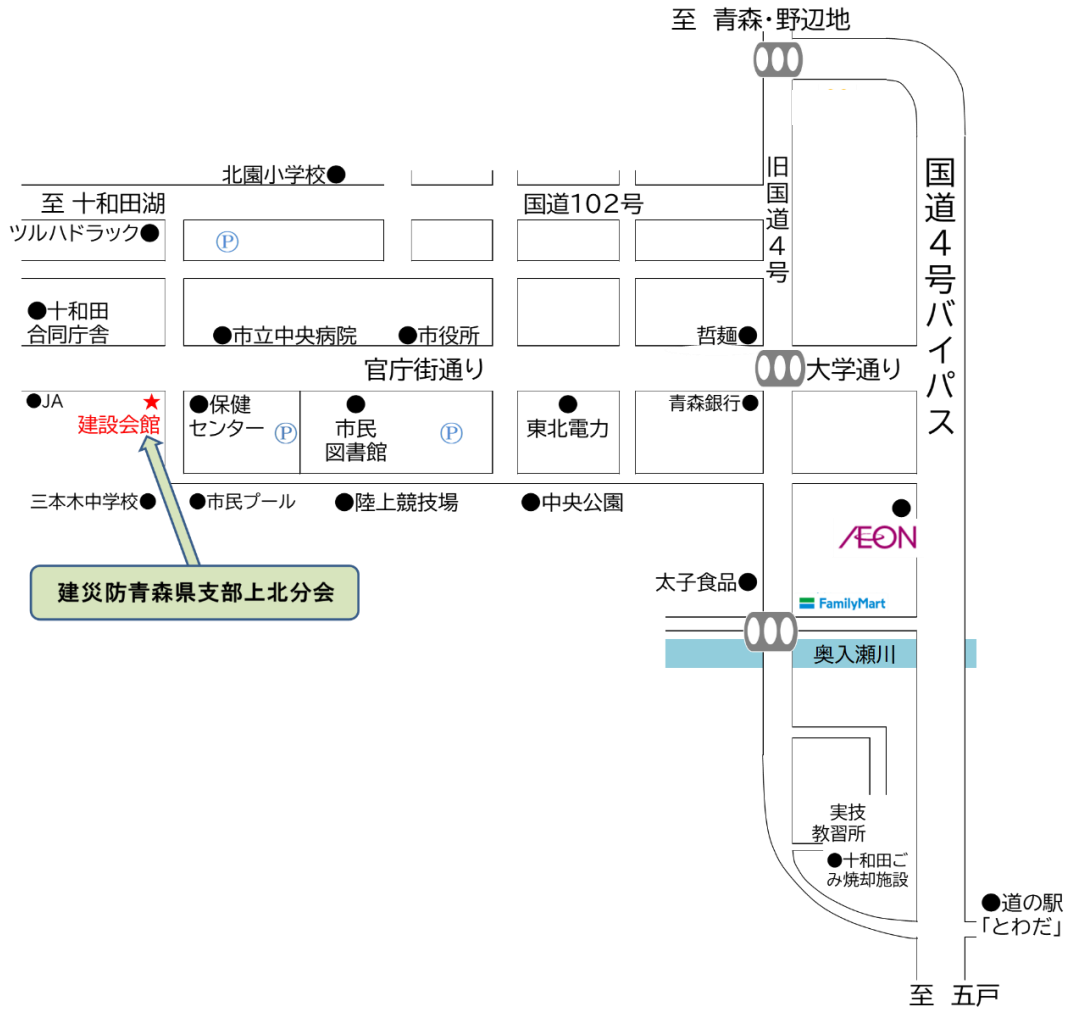 至 青森・野辺地
北園小学校●
至 十和田湖
国道102号
旧国道4号
国道4号バイパス
ツルハドラック●
Ⓟ
●十和田
合同庁舎
●市立中央病院
●市役所
哲麺●
官庁街通り
大学通り
●JA
★
建設会館
●保健
センター
Ⓟ
●
市民
図書館
Ⓟ
●
東北電力
青森銀行●
三本木中学校●
●市民プール
●陸上競技場
●中央公園
●
ÆON
建災防青森県支部上北分会
太子食品●
FamilyMart
奥入瀬川
実技
教習所
●十和田ご
み焼却施設
●道の駅
「とわだ」
至 五戸